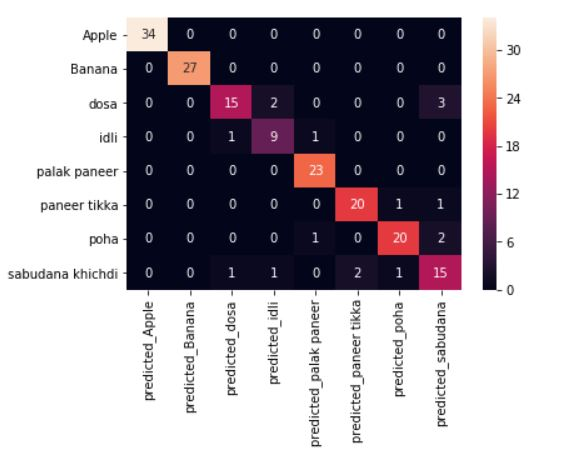 Apple 34 0 0 0 0 0 0 0
Banana 0 27 0 0 0 0 0 0
dosa 0 0 15 2 0 0 0 3
idli 0 0 1 9 1 0 0 0
palak paneer 0 0 0 0 23 0 0 0
paneer tikka 0 0 0 0 0 20 1 1
poha 0 0 0 0 1 0 20 2
sabudana khichdi 0 0 1 1 0 2 1 15
predicted_Apple
predicted_Banana
predicted_dosa
predicted_idli
predicted_palak paneer
predicted_paneer tikka
predicted_poha
predicted_sabudana
30
24
18
12
6
0